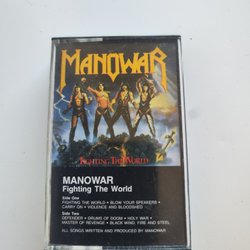 MANOWAR
FIGHTING THE WORLD
MANOWAR
Fighting The World
Side One
FIGHTING THE WORLD • BLOW YOUR SPEAKERS •
CARRY ON • VIOLENCE AND BLOODSHED
Side Two
DEFENDER • DRUMS OF DOOM • HOLY WAR •
MASTER OF REVENGE • BLACK WIND, FIRE AND STEEL
ALL SONGS WRITTEN AND PRODUCED BY MANOWAR